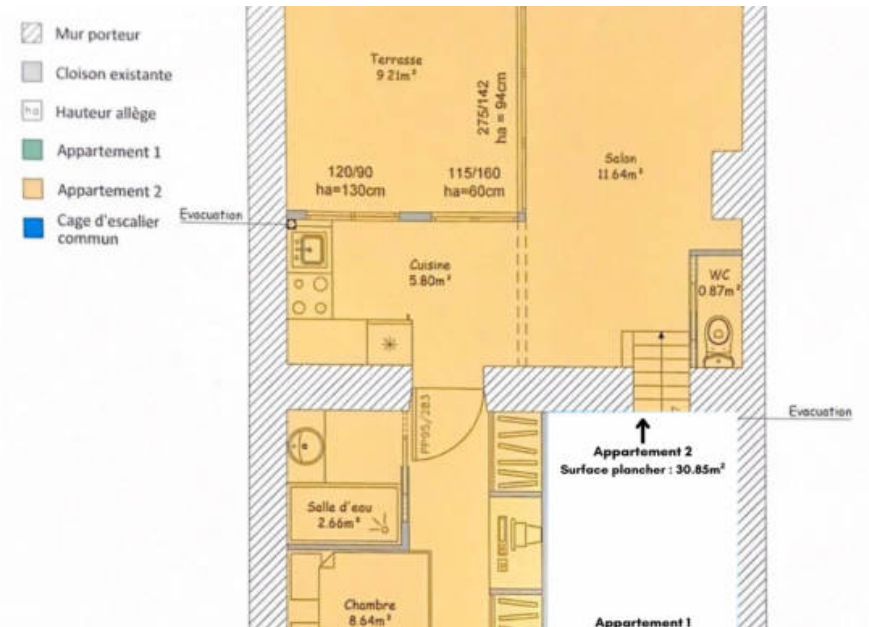 Mur porteur
Cloison existante
ha
Hauteur allège
Appartement 1
Appartement 2
Cage d'escalier
commun
Evacuation
Terrasse
9.21m²
275/142
ha = 94cm
120/90
ha=130cm
115/160
ha=60cm
Salon
11.64m²
Cuisine
5.80m²
WC
0.87m²
PP95/203
Evacuation
Appartement 2
Surface plancher : 30.85m²
Salle d'eau
2.66m²
Chambre
8.64m²
Appartement 1